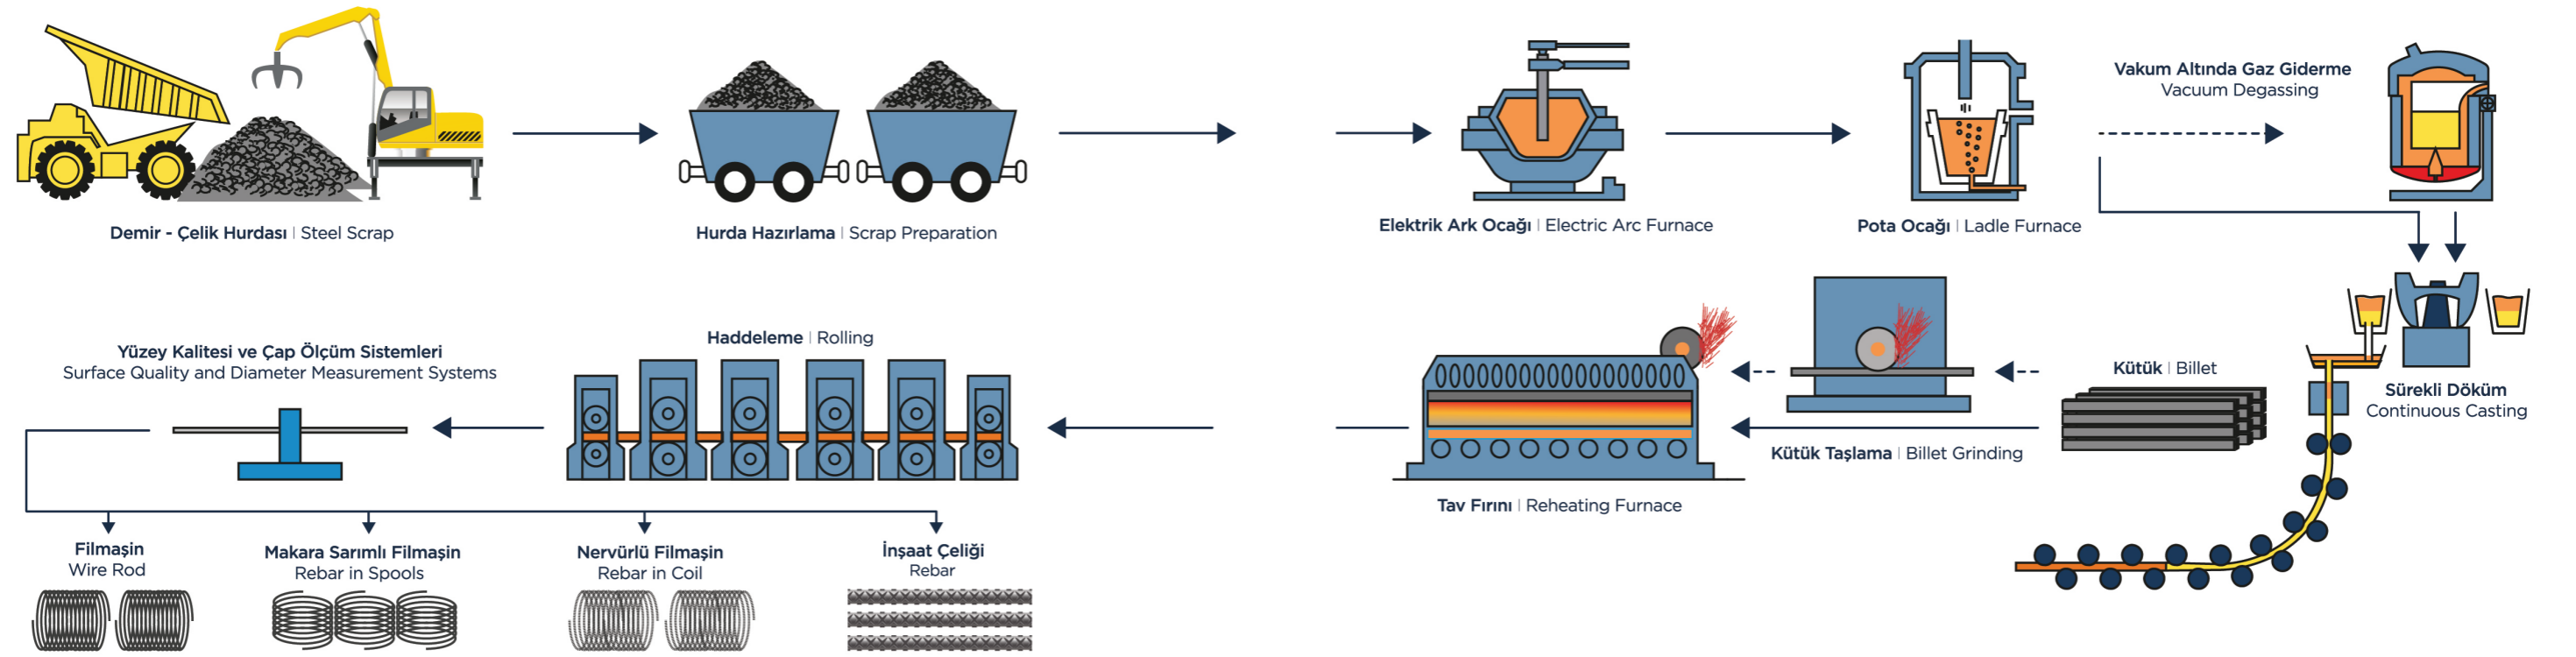 Vakum Altında Gaz Giderme
Vacuum Degassing
Demir - Çelik Hurdası | Steel Scrap
Hurda Hazırlama | Scrap Preparation
Elektrik Ark Ocağı | Electric Arc Furnace
Pota Ocağı | Ladle Furnace
Sürekli Döküm
Continuous Casting
Kütük | Billet
Kütük Taşlama | Billet Grinding
Tav Fırını | Reheating Furnace
Haddeleme | Rolling
Yüzey Kalitesi ve Çap Ölçüm Sistemleri
Surface Quality and Diameter Measurement Systems
Filmaşin
Wire Rod
Makara Sarımlı Filmaşin
Rebar in Spools
Nervürlü Filmaşin
Rebar in Coil
İnşaat Çeliği
Rebar